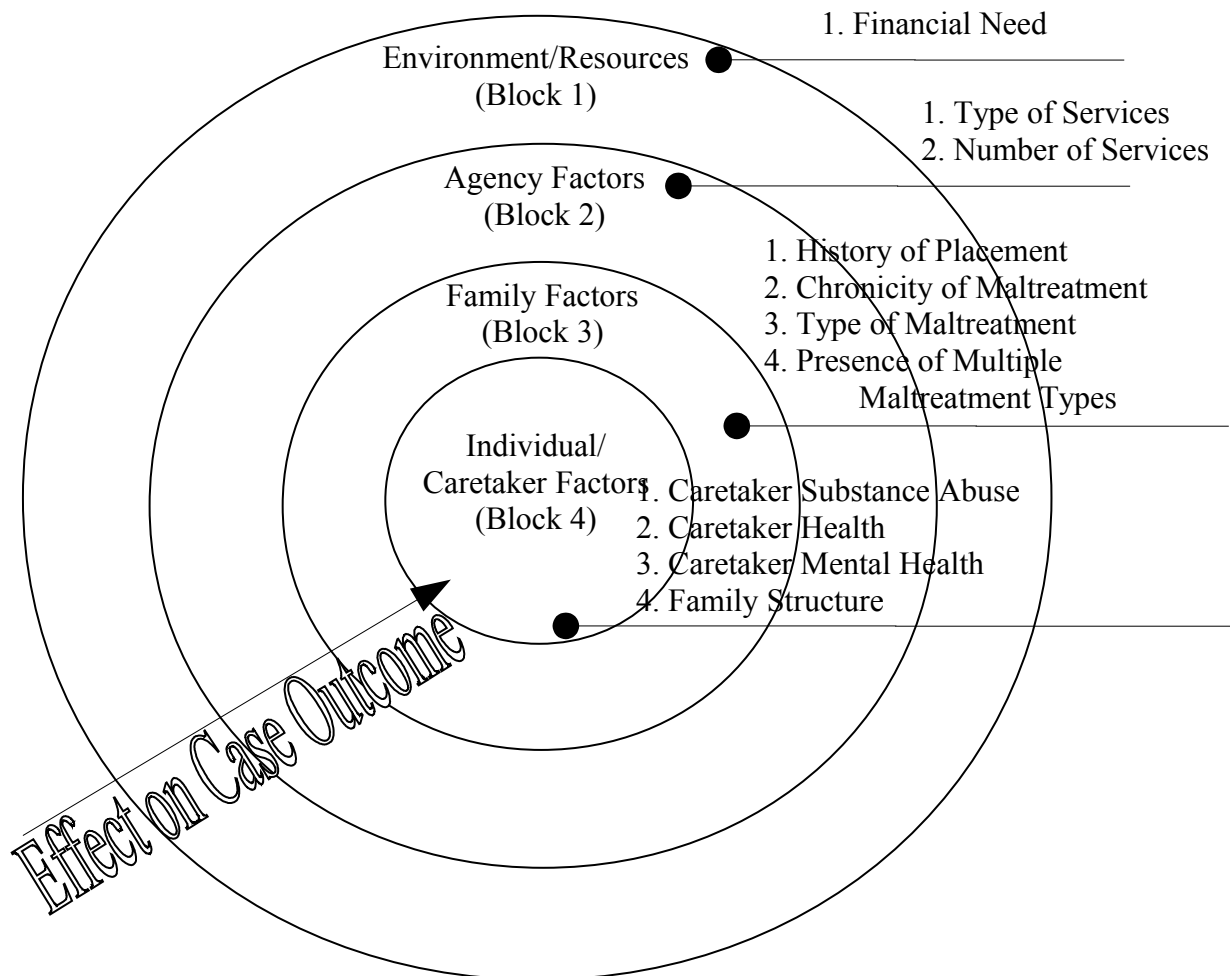 1. Financial Need
Environment/Resources
(Block 1)
1. Type of Services
2. Number of Services
Agency Factors
(Block 2)
1. History of Placement
2. Chronicity of Maltreatment
3. Type of Maltreatment
4. Presence of Multiple
Maltreatment Types
Family Factors
(Block 3)
Individual/
Caretaker Factors
(Block 4)
1. Caretaker Substance Abuse
2. Caretaker Health
3. Caretaker Mental Health
4. Family Structure
Effect on Case Outcome